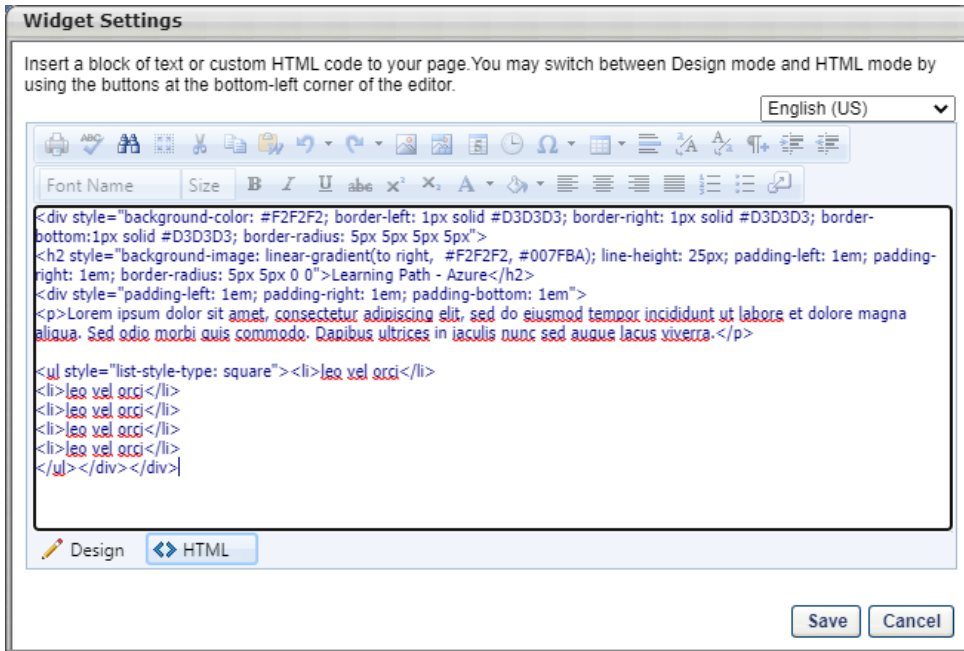 Widget Settings
Insert a block of text or custom HTML code to your page.You may switch between Design mode and HTML mode by
using the buttons at the bottom-left corner of the editor.
English (US)
ABC
Font Name Size B I U abc x² x₂ A
<div style="background-color: #F2F2F2; border-left: 1px solid #D3D3D3; border-right: 1px solid #D3D3D3; border-
bottom:1px solid #D3D3D3; border-radius: 5px 5px 5px 5px">
<h2 style="background-image: linear-gradient(to right,  #F2F2F2, #007FBA); line-height: 25px; padding-left: 1em; padding-
right: 1em; border-radius: 5px 5px 0 0">Learning Path - Azure</h2>
<div style="padding-left: 1em; padding-right: 1em; padding-bottom: 1em">
<p>Lorem ipsum dolor sit amet, consectetur adipiscing elit, sed do eiusmod tempor incididunt ut labore et dolore magna
aliqua. Sed odio morbi quis commodo. Dapibus ultrices in iaculis nunc sed augue lacus viverra.</p>
<ul style="list-style-type: square"><li>leo vel orci</li>
<li>leo vel orci</li>
<li>leo vel orci</li>
<li>leo vel orci</li>
<li>leo vel orci</li>
</ul></div></div>
Design <> HTML
Save Cancel